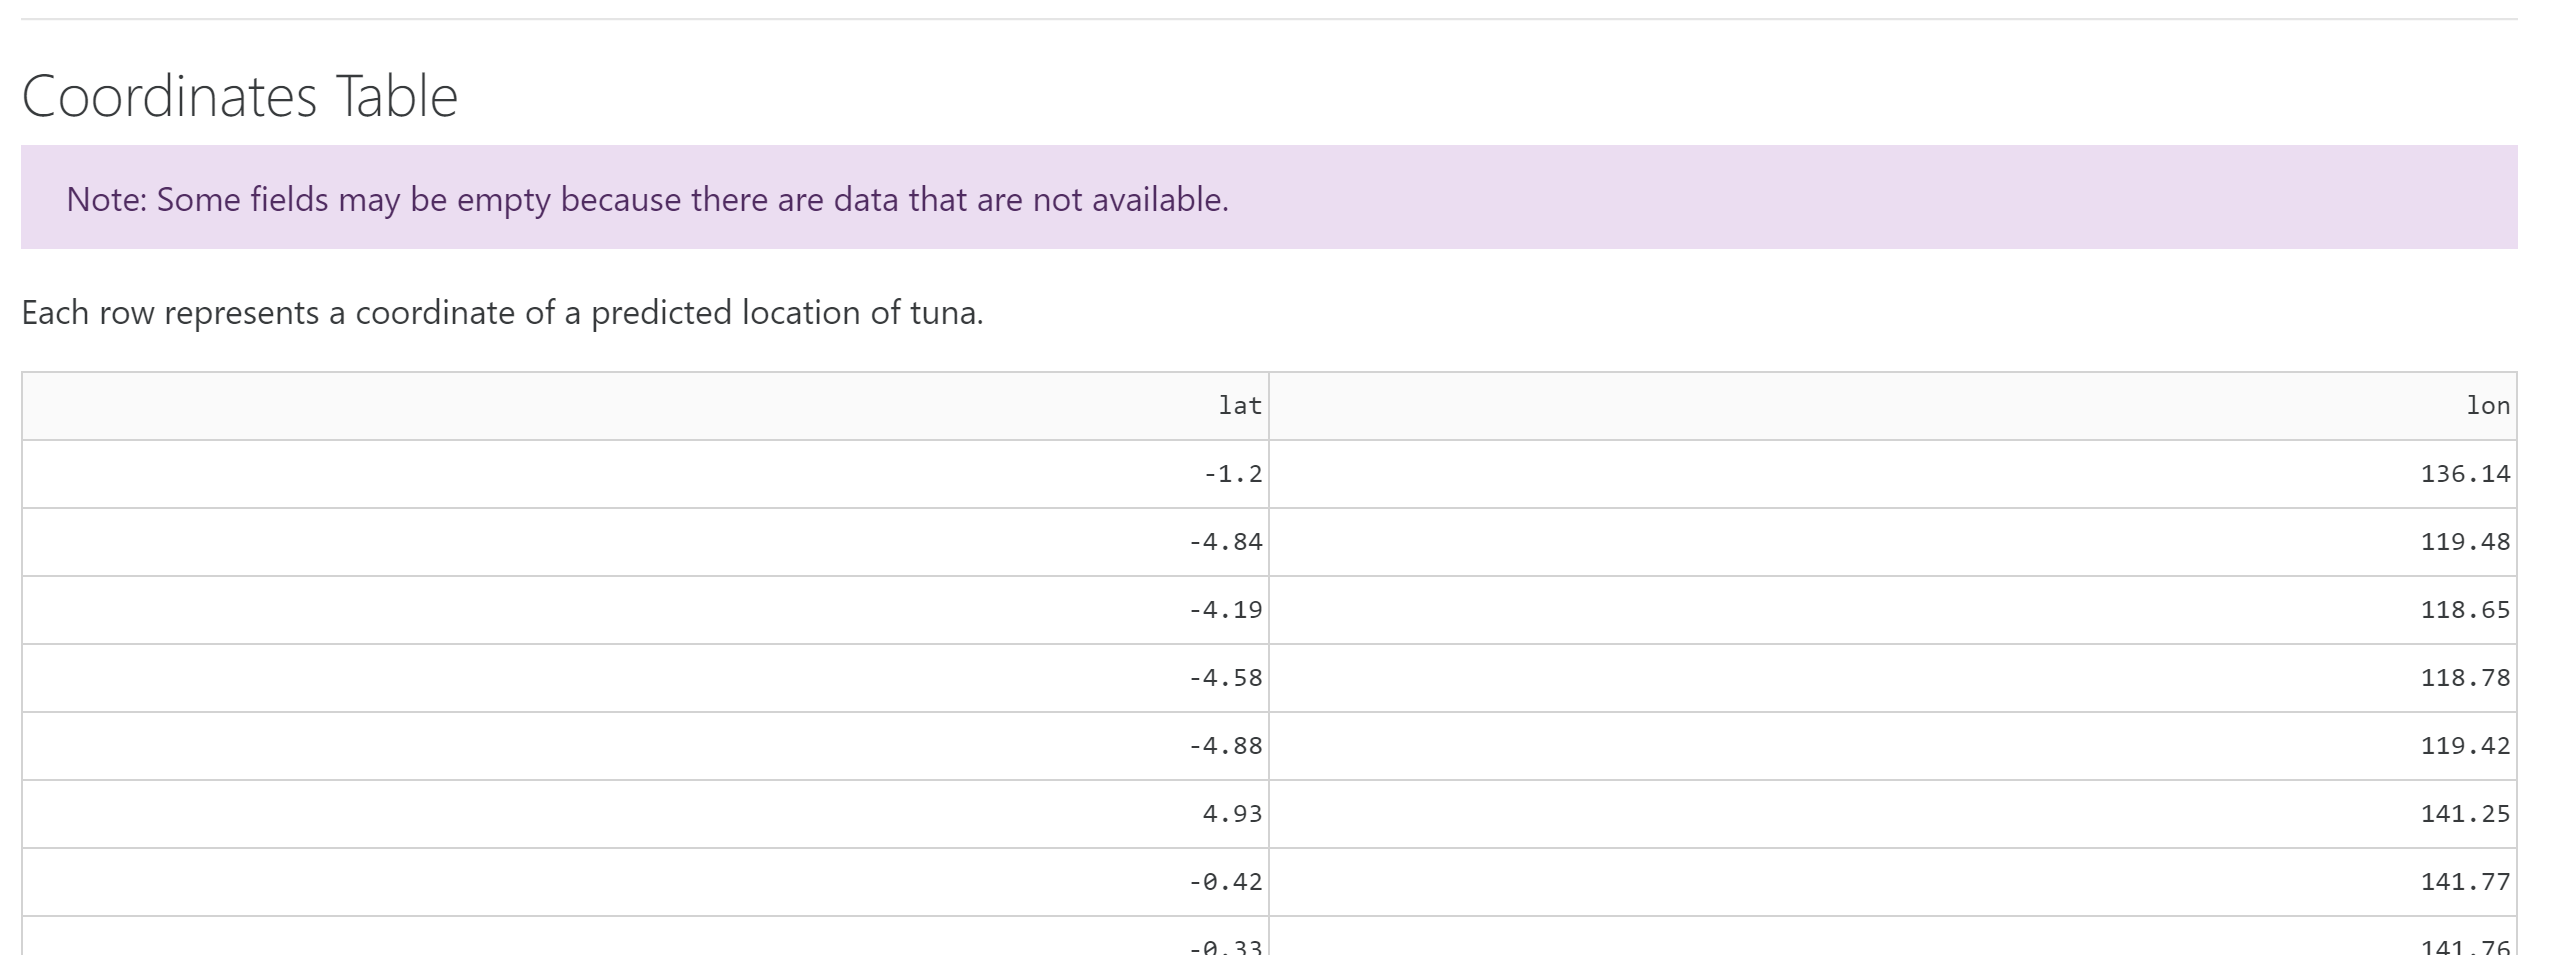 Coordinates Table
Note: Some fields may be empty because there are data that are not available.
Each row represents a coordinate of a predicted location of tuna.
lat lon
-1.2 136.14
-4.84 119.48
-4.19 118.65
-4.58 118.78
-4.88 119.42
4.93 141.25
-0.42 141.77
-0.33 141.76